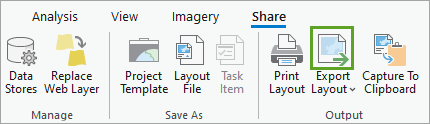 Analysis View Imagery Share
Data Stores
Replace Web Layer
Project Template
Layout File
Task Item
Print Layout
Export Layout
Capture To Clipboard
Manage Save As Output